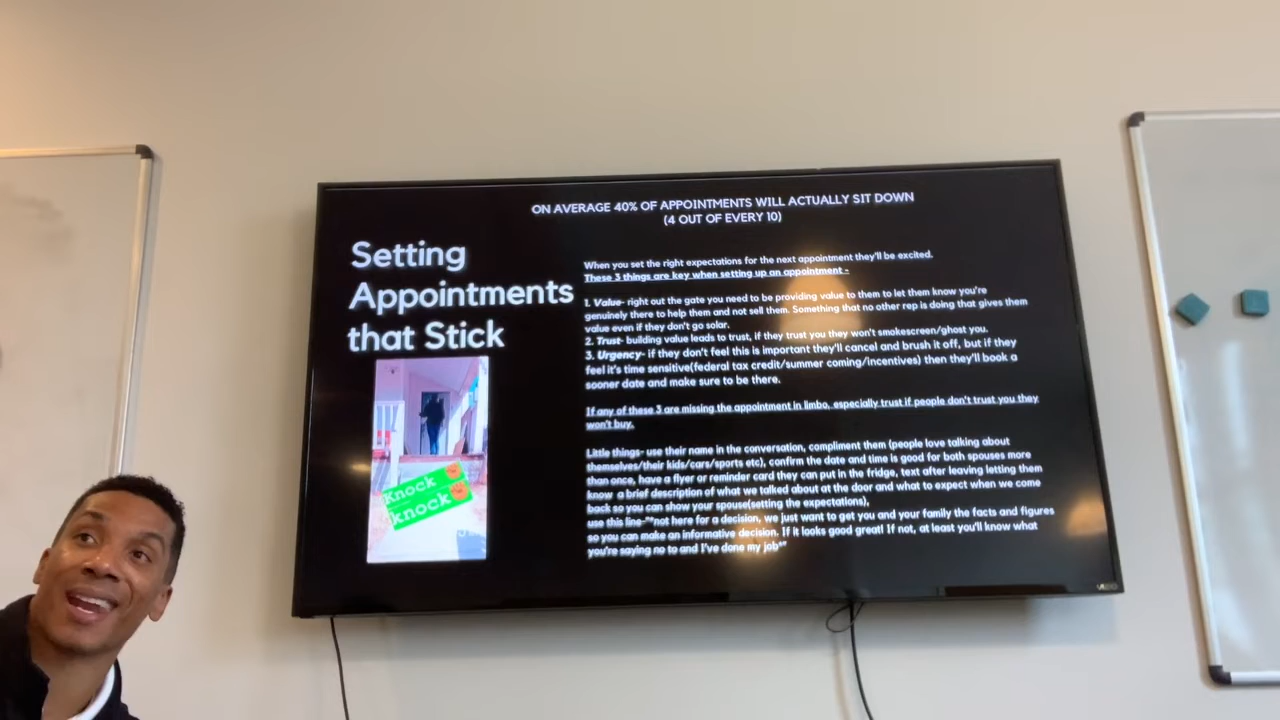 ON AVERAGE 40% OF APPOINTMENTS WILL ACTUALLY SIT DOWN
(4 OUT OF EVERY 10)
Setting
Appointments
that Stick
When you set the right expectations for the next appointment they'll be excited.
These 3 things are key when setting up an appointment -
1. Value- right out the gate you need to be providing value to them to let them know you're
genuinely there to help them and not sell them. Something that no other rep is doing that gives them
value even if they don't go solar.
2. Trust- building value leads to trust, if they trust you they won't smokescreen/ghost you.
3. Urgency- if they don't feel this is important they'll cancel and brush it off, but if they
feel it's time sensitive(federal tax credit/summer coming/incentives) then they'll book a
sooner date and make sure to be there.
If any of these 3 are missing the appointment in limbo, especially trust if people don't trust you they
won't buy.
Little things- use their name in the conversation, compliment them (people love talking about
themselves/their kids/cars/sports etc), confirm the date and time is good for both spouses more
than once, have a flyer or reminder card they can put in the fridge, text after leaving letting them
know a brief description of what we talked about at the door and what to expect when we come
back so you can show your spouse(setting the expectations),
use this line-"*not here for a decision, we just want to get you and your family the facts and figures
so you can make an informative decision. If it looks good great! If not, at least you'll know what
you're saying no to and I've done my job*"
Knock
knock
VIZIO